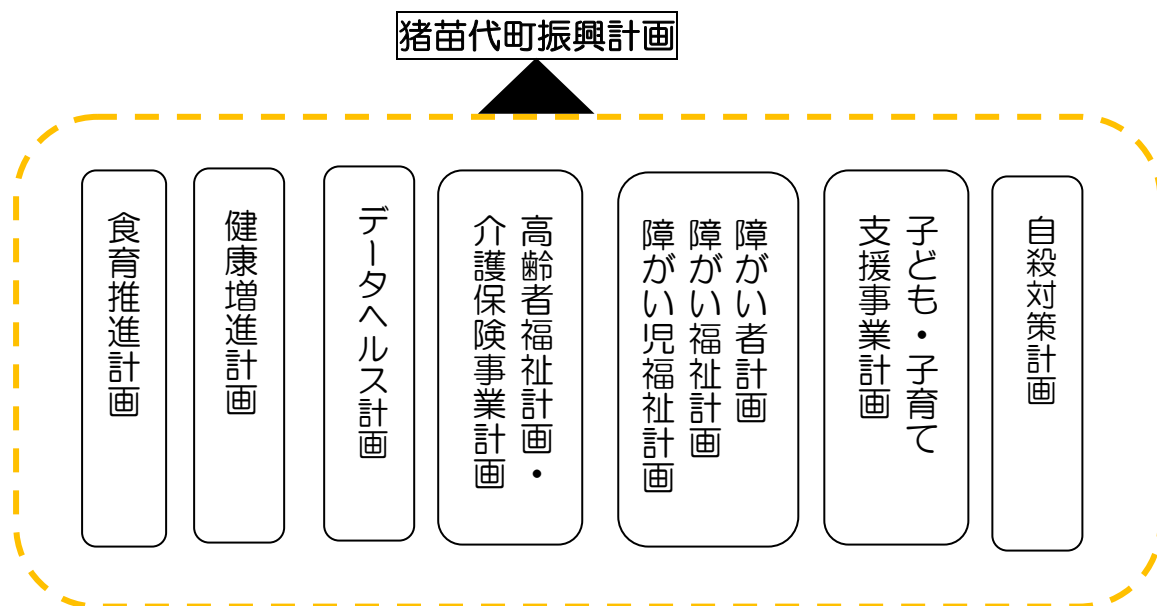 猪苗代町振興計画
食育推進計画
健康増進計画
データヘルス計画
高齢者福祉計画・
介護保険事業計画
障がい者計画
障がい福祉計画
障がい児福祉計画
子ども・子育て
支援事業計画
自殺対策計画